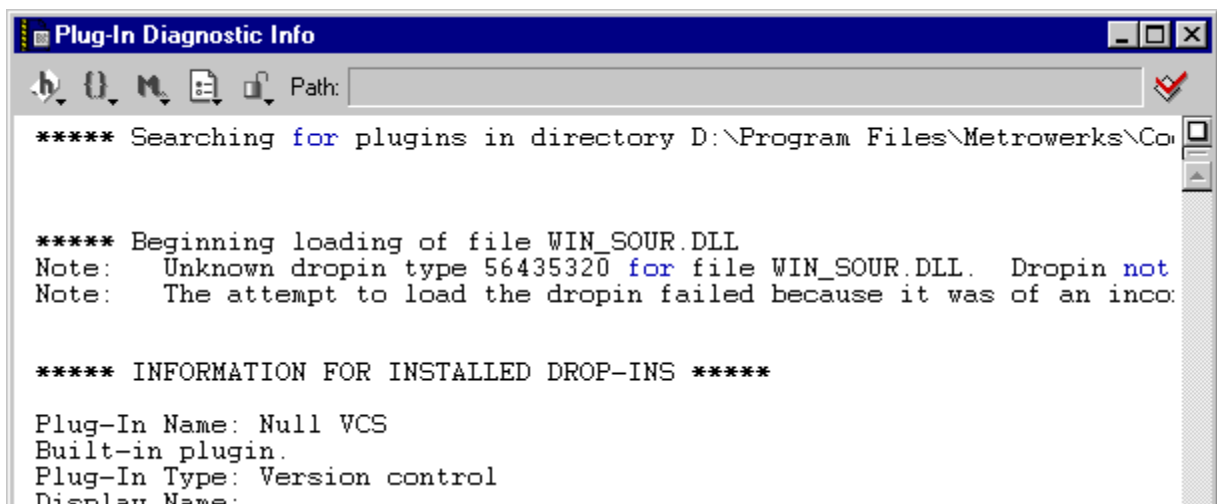 Plug-In Diagnostic Info
.h {} M. Path:
***** Searching for plugins in directory D:\Program Files\Metrowerks\Co
***** Beginning loading of file WIN_SOUR.DLL
Note: Unknown dropin type 56435320 for file WIN_SOUR.DLL. Dropin not
Note: The attempt to load the dropin failed because it was of an inco
***** INFORMATION FOR INSTALLED DROP-INS *****
Plug-In Name: Null VCS
Built-in plugin.
Plug-In Type: Version control
Display Name: